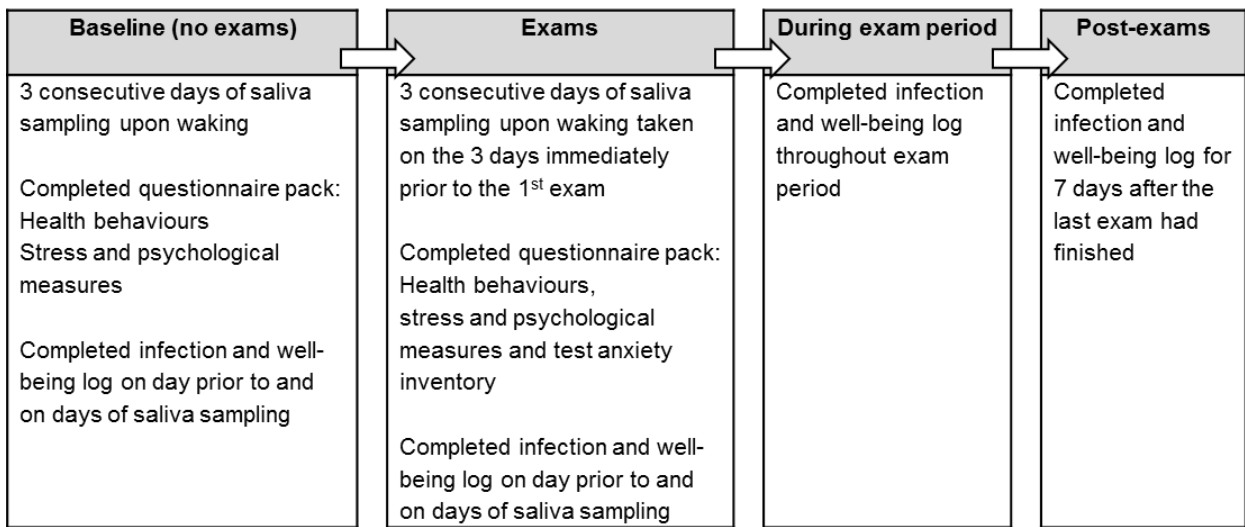 Baseline (no exams)
3 consecutive days of saliva
sampling upon waking
Completed questionnaire pack:
Health behaviours
Stress and psychological
measures
Completed infection and well-
being log on day prior to and
on days of saliva sampling
Exams
3 consecutive days of saliva
sampling upon waking taken
on the 3 days immediately
prior to the 1st exam
Completed questionnaire pack:
Health behaviours,
stress and psychological
measures and test anxiety
inventory
Completed infection and well-
being log on day prior to and
on days of saliva sampling
During exam period
Completed infection
and well-being log
throughout exam
period
Post-exams
Completed
infection and
well-being log for
7 days after the
last exam had
finished